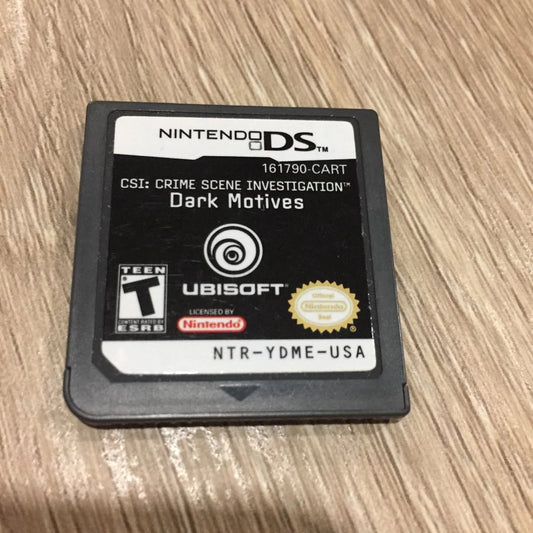 NINTENDO DS™
161790-CART
CSI: CRIME SCENE INVESTIGATION™
Dark Motives
UBISOFT®
TEEN
T
CONTENT RATED BY
ESRB
LICENSED BY
Nintendo
Official
Nintendo
Seal
®
NTR-YDME-USA